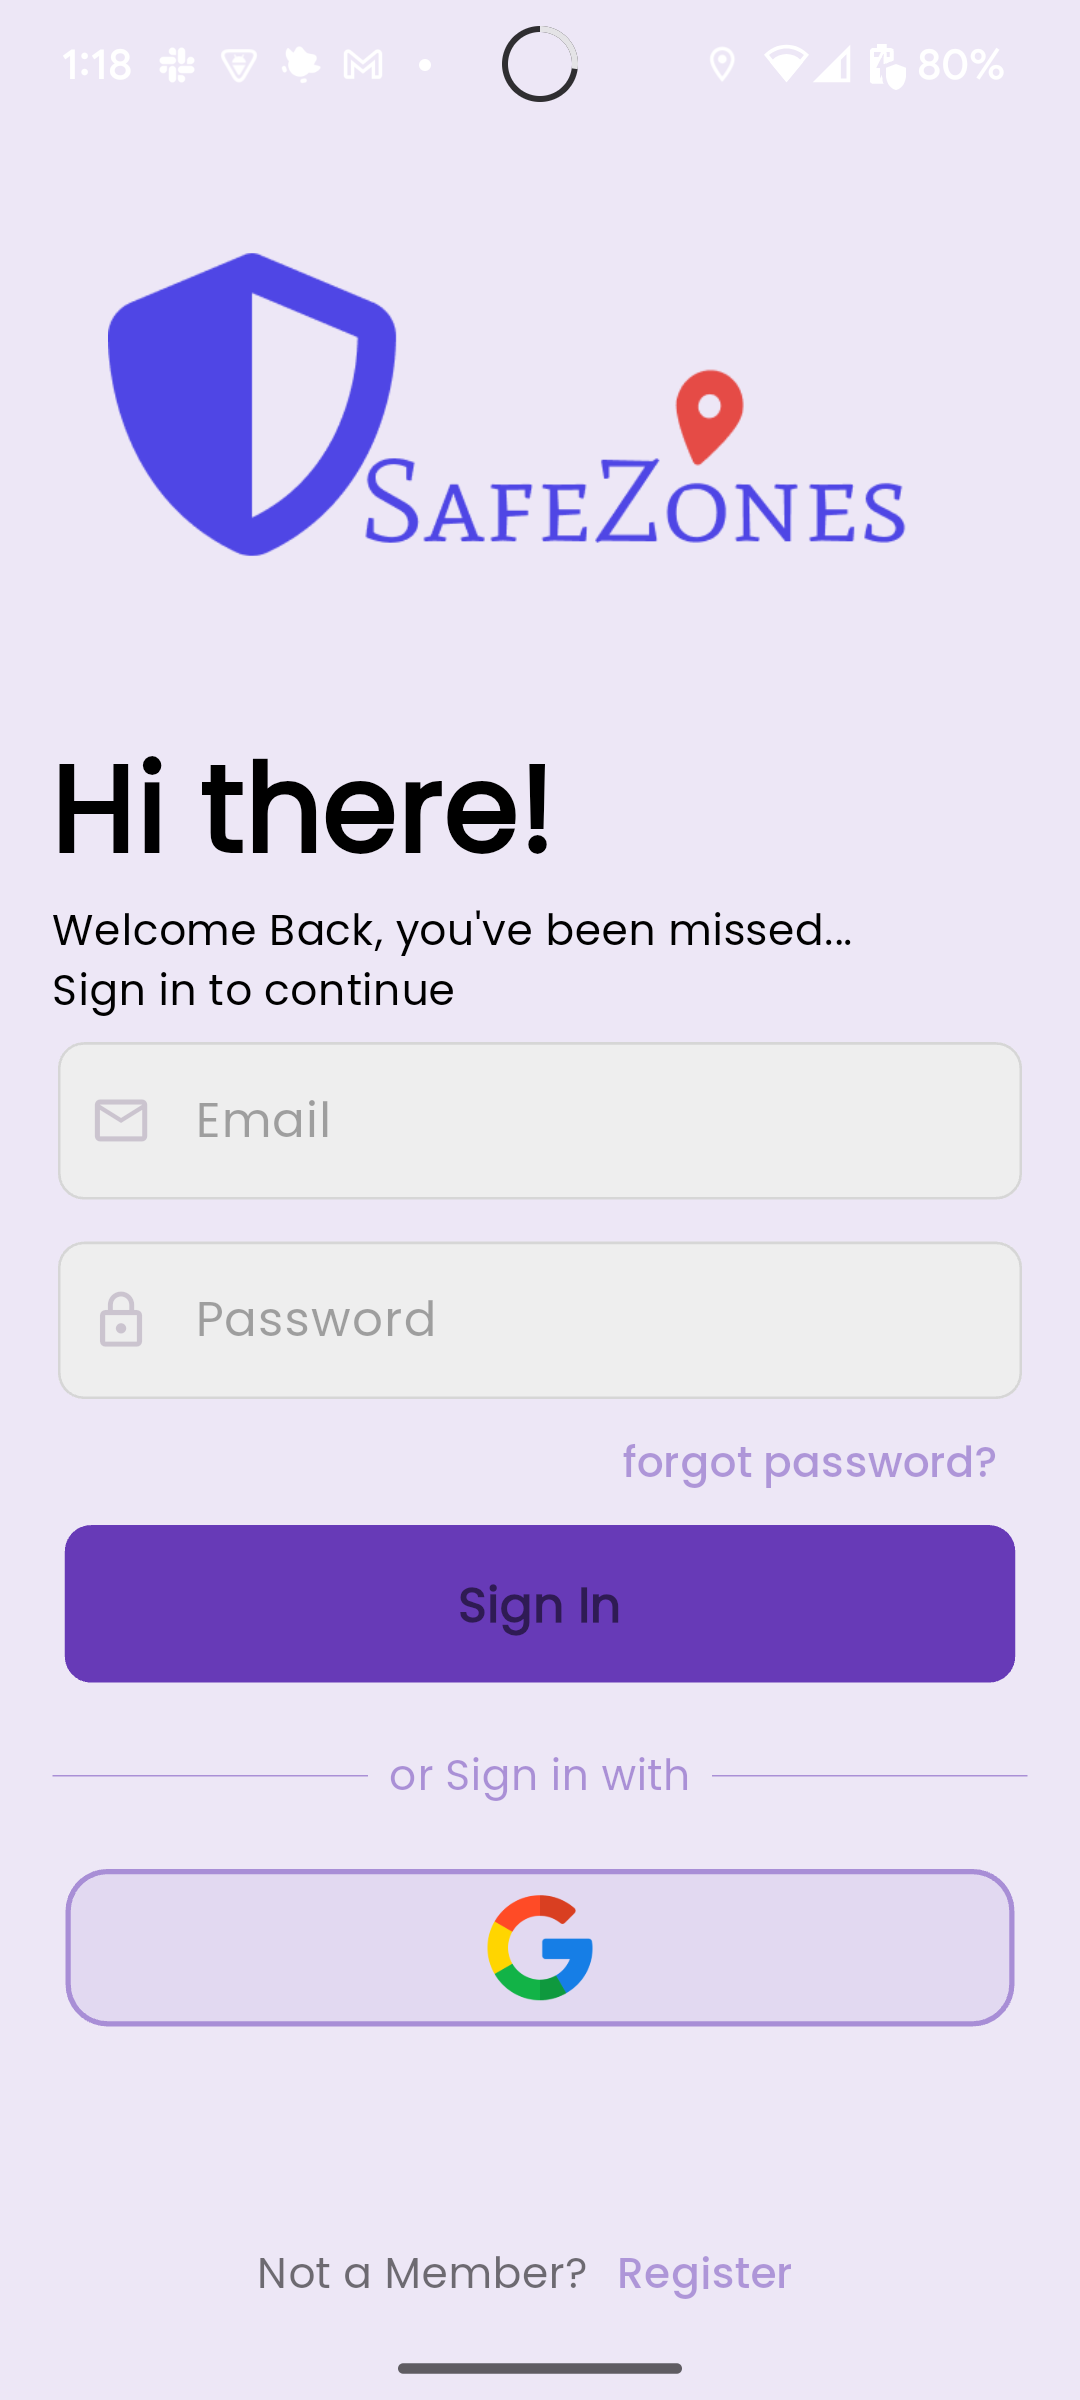 1:18 80%
SAFEZONES
Hi there!
Welcome Back, you've been missed...
Sign in to continue
Email
Password
forgot password?
Sign In
or Sign in with
Not a Member? Register